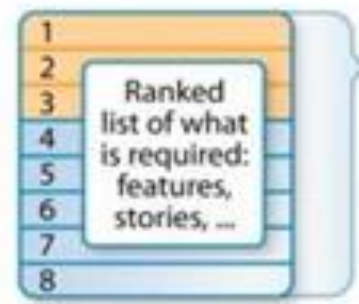 1
2
3
4
5
6
7
8
Ranked
list of what
is required:
features,
stories, ...